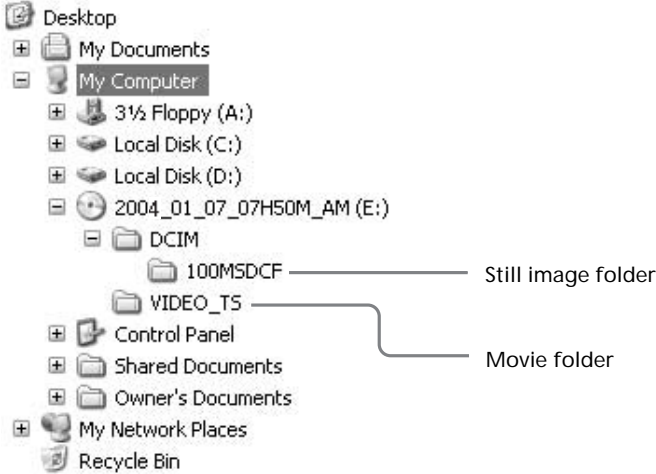 Desktop
My Documents
My Computer
3½ Floppy (A:)
Local Disk (C:)
Local Disk (D:)
2004_01_07_07H50M_AM (E:)
DCIM
100MSDCF
Still image folder
VIDEO_TS
Movie folder
Control Panel
Shared Documents
Owner's Documents
My Network Places
Recycle Bin